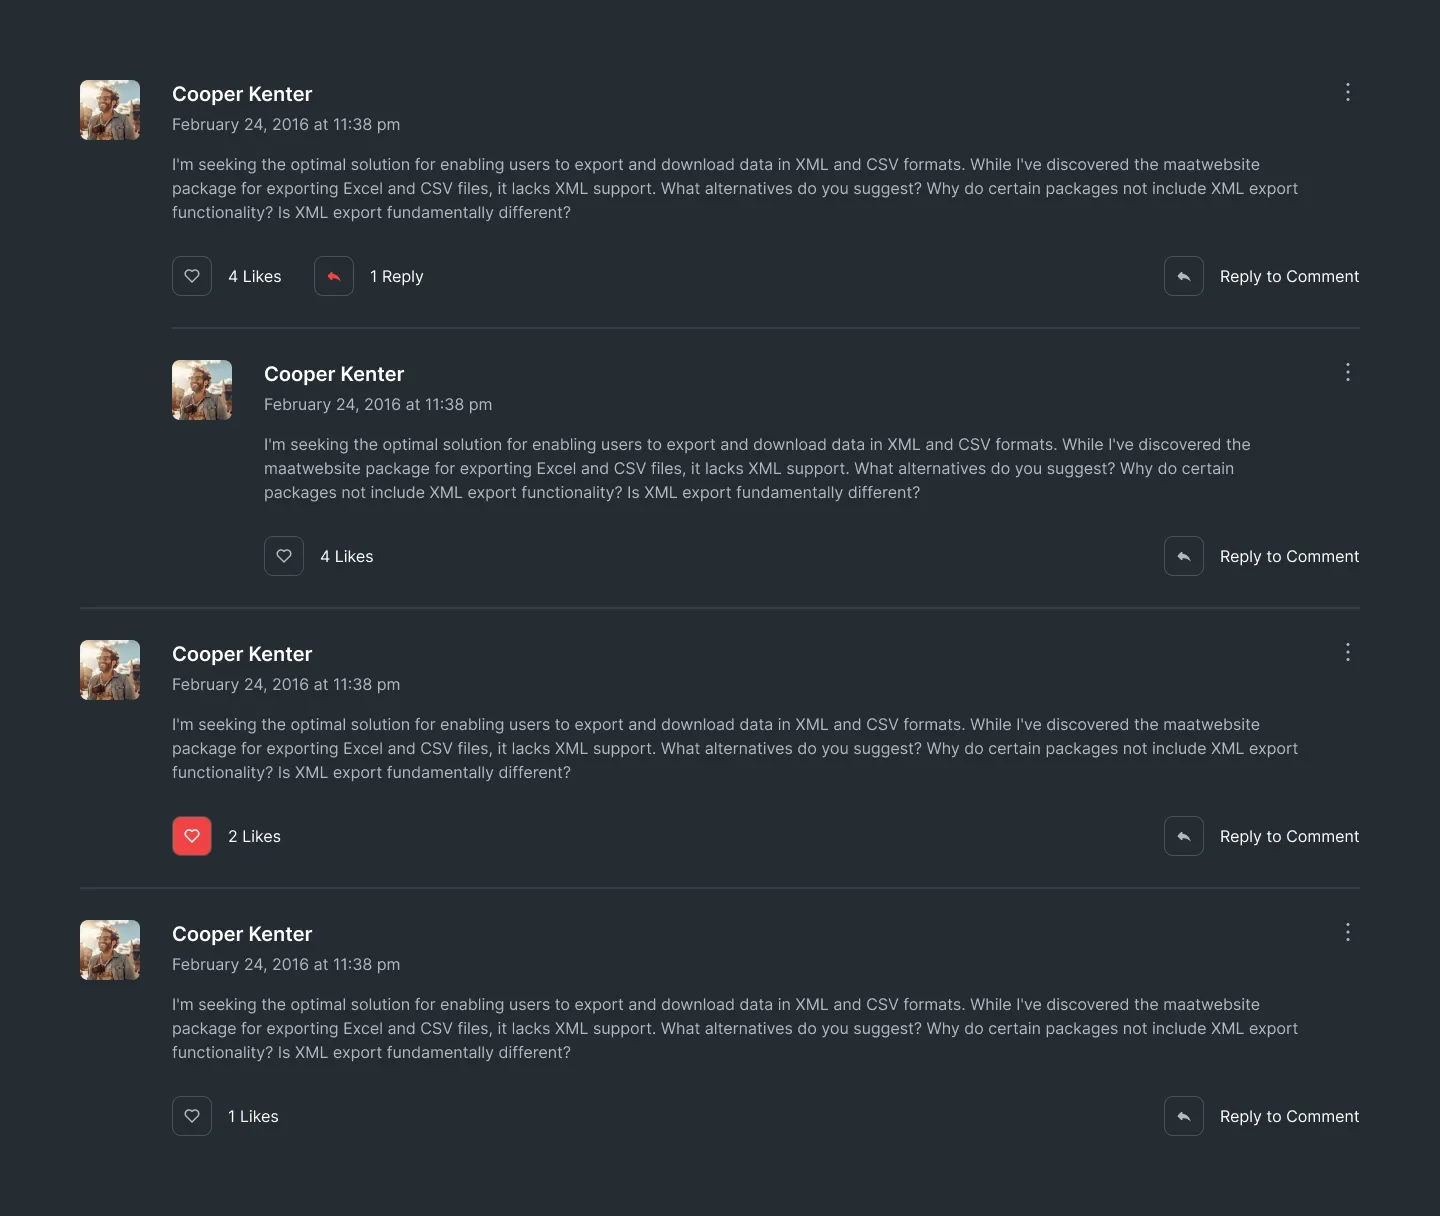 Cooper Kenter
February 24, 2016 at 11:38 pm
I'm seeking the optimal solution for enabling users to export and download data in XML and CSV formats. While I've discovered the maatwebsite
package for exporting Excel and CSV files, it lacks XML support. What alternatives do you suggest? Why do certain packages not include XML export
functionality? Is XML export fundamentally different?
4 Likes 1 Reply Reply to Comment
Cooper Kenter
February 24, 2016 at 11:38 pm
I'm seeking the optimal solution for enabling users to export and download data in XML and CSV formats. While I've discovered the
maatwebsite package for exporting Excel and CSV files, it lacks XML support. What alternatives do you suggest? Why do certain
packages not include XML export functionality? Is XML export fundamentally different?
4 Likes Reply to Comment
Cooper Kenter
February 24, 2016 at 11:38 pm
I'm seeking the optimal solution for enabling users to export and download data in XML and CSV formats. While I've discovered the maatwebsite
package for exporting Excel and CSV files, it lacks XML support. What alternatives do you suggest? Why do certain packages not include XML export
functionality? Is XML export fundamentally different?
2 Likes Reply to Comment
Cooper Kenter
February 24, 2016 at 11:38 pm
I'm seeking the optimal solution for enabling users to export and download data in XML and CSV formats. While I've discovered the maatwebsite
package for exporting Excel and CSV files, it lacks XML support. What alternatives do you suggest? Why do certain packages not include XML export
functionality? Is XML export fundamentally different?
1 Likes Reply to Comment